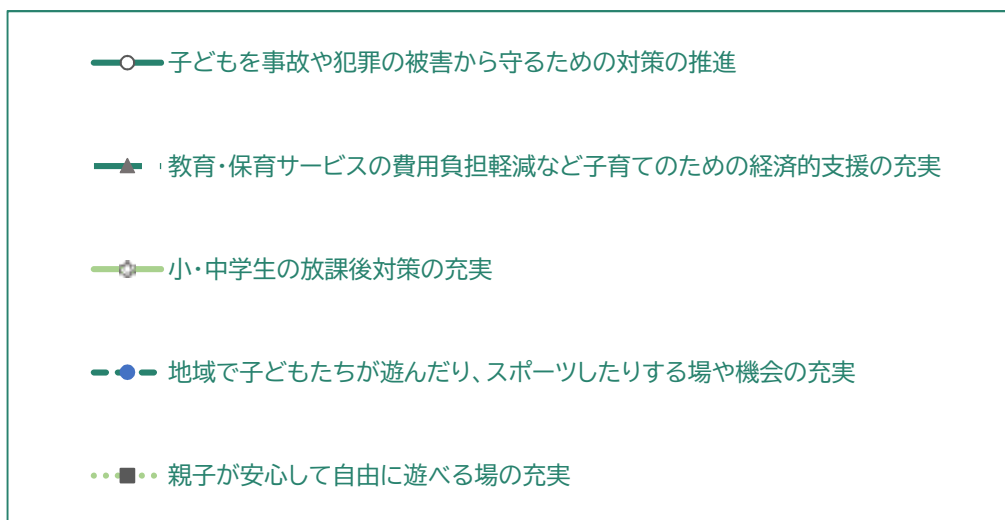 子どもを事故や犯罪の被害から守るための対策の推進
教育・保育サービスの費用負担軽減など子育てのための経済的支援の充実
小・中学生の放課後対策の充実
地域で子どもたちが遊んだり、スポーツしたりする場や機会の充実
親子が安心して自由に遊べる場の充実